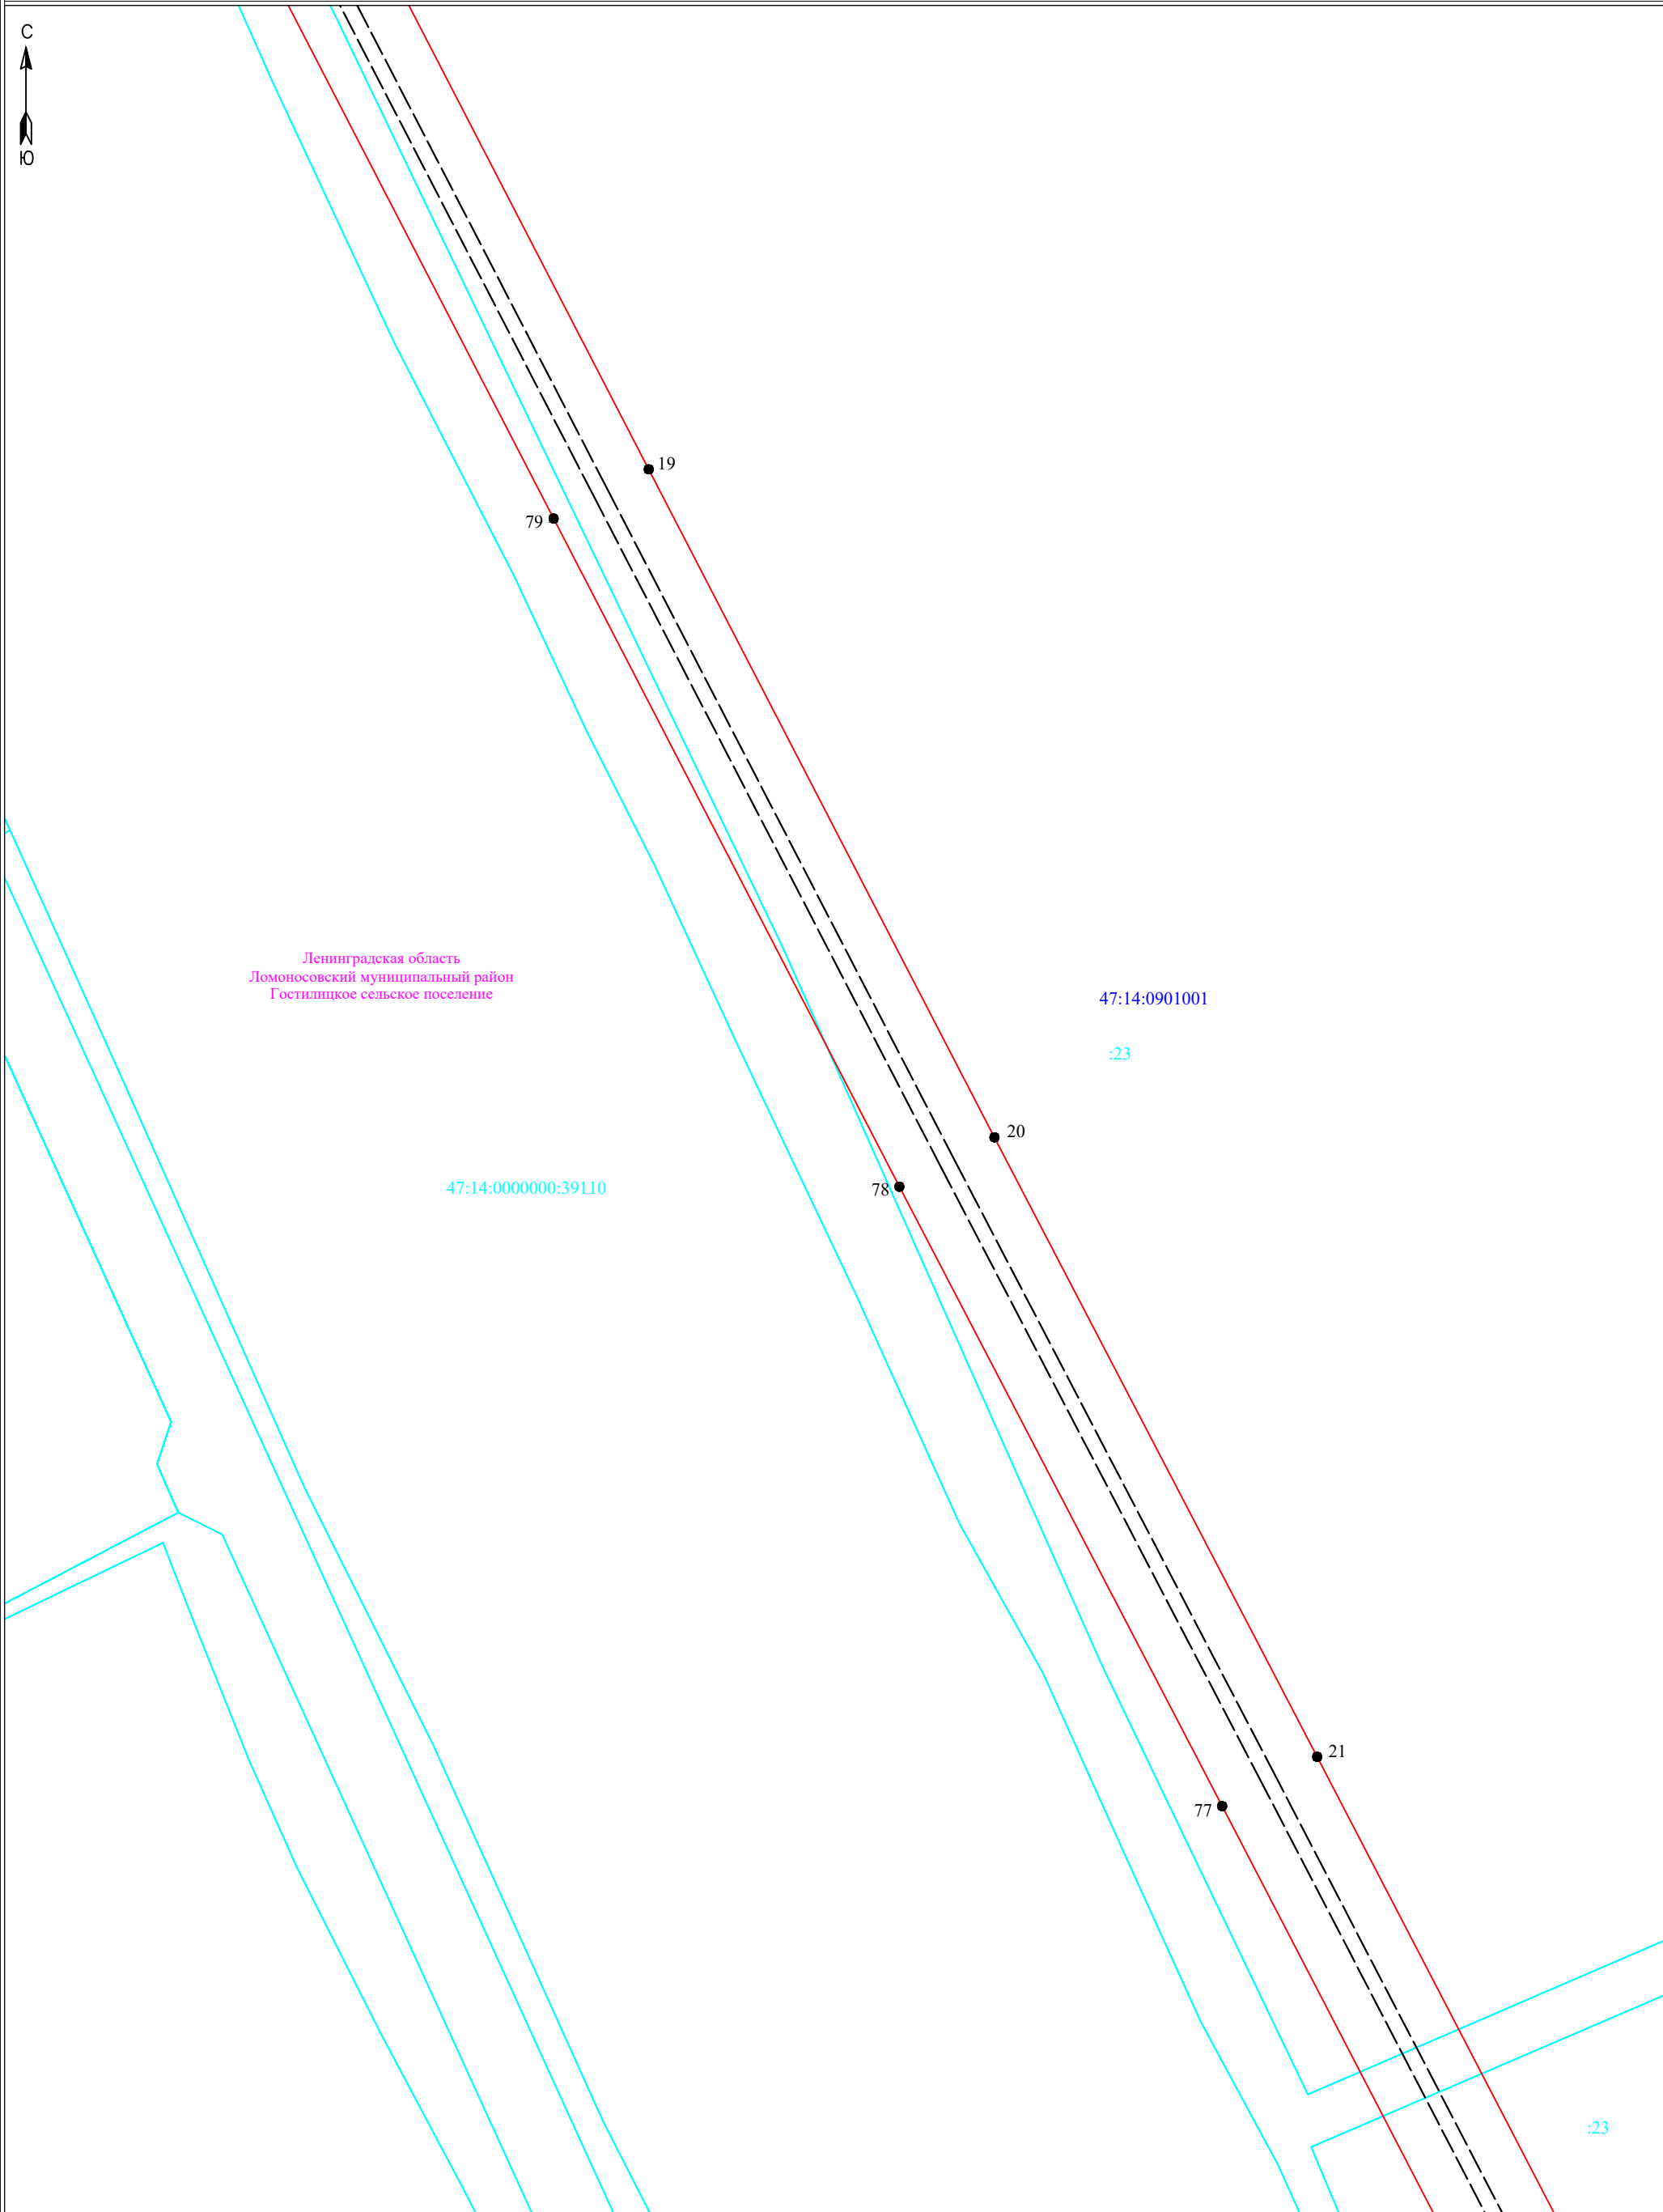 С
Ю
19
79
Ленинградская область
Ломоносовский муниципальный район
Гостилицкое сельское поселение
47:14:0901001
:23
20
47:14:0000000:39110
78
21
77
:23